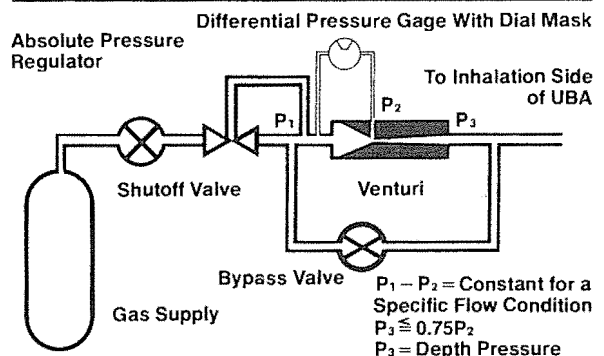 Differential Pressure Gage With Dial Mask
Absolute Pressure
Regulator
To Inhalation Side
of UBA
P₁
P₂
P₃
Shutoff Valve
Venturi
Bypass Valve
Gas Supply
P₁ – P₂ = Constant for a
Specific Flow Condition
P₃ ≦ 0.75P₂
P₃ = Depth Pressure